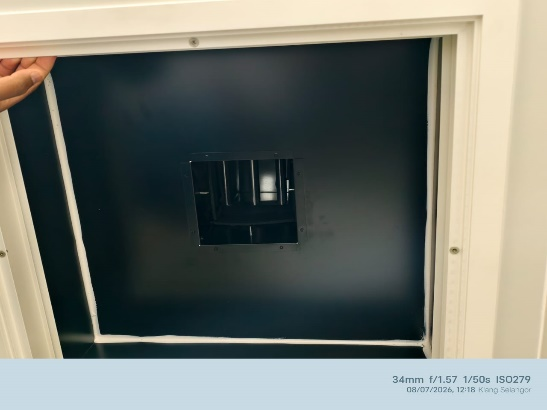 34mm f/1.57 1/50s ISO279
08/07/2026, 12:18 Klang Selangor